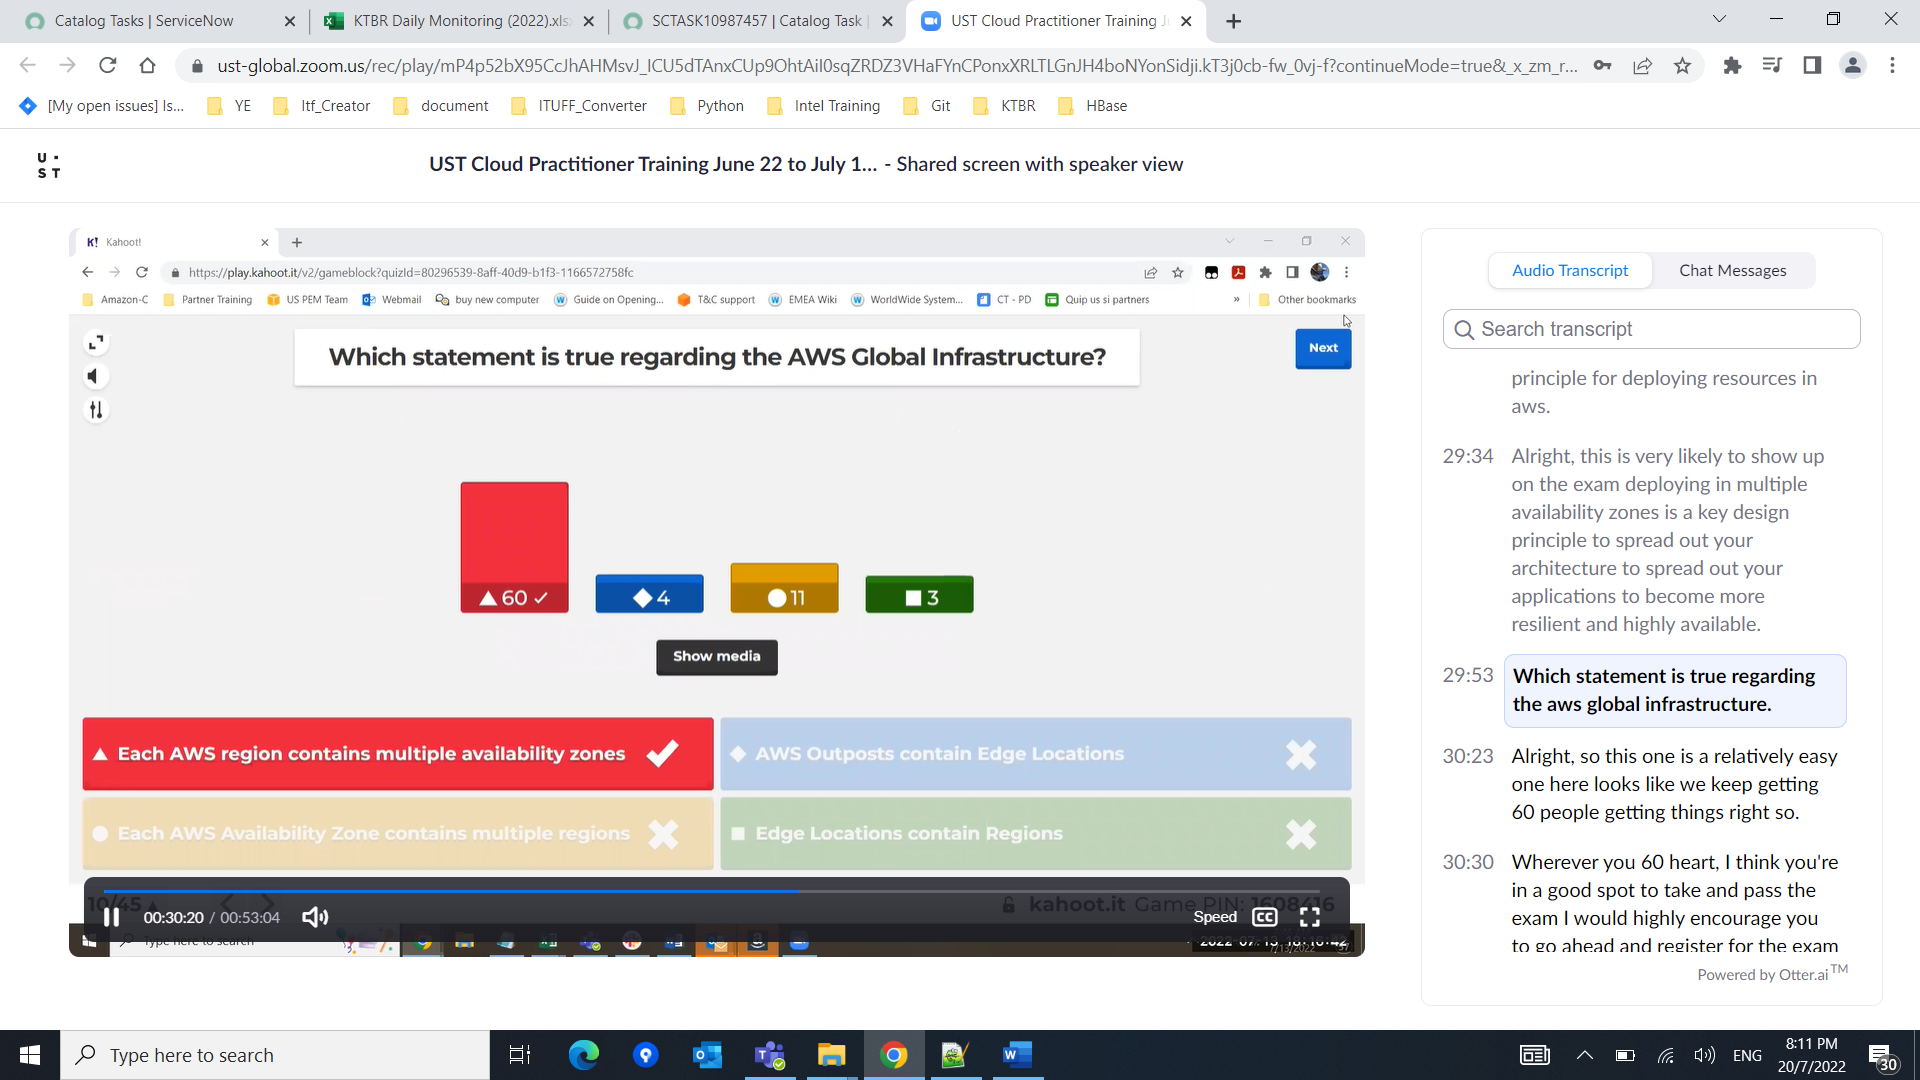 Catalog Tasks | ServiceNow
KTBR Daily Monitoring (2022).xls
SCTASK10987457 | Catalog Task |
UST Cloud Practitioner Training J
ust-global.zoom.us/rec/play/mP4p52bX95CcJhAHMsvJ_ICU5dTAnxCUp9OhtAiI0sqZRDZ3VHaFYnCPonxXRLTLGnJH4boNYonSidji.kT3j0cb-fw_0vj-f?continueMode=true&_x_zm_r...
[My open issues] Is...
YE
Itf_Creator
document
ITUFF_Converter
Python
Intel Training
Git
KTBR
HBase
U ·
S T
UST Cloud Practitioner Training June 22 to July 1... - Shared screen with speaker view
K! Kahoot!
https://play.kahoot.it/v2/gameblock?quizId=80296539-8aff-40d9-b1f3-1166572758fc
Amazon-C
Partner Training
US PEM Team
Webmail
buy new computer
Guide on Opening...
T&C support
EMEA Wiki
WorldWide System...
CT - PD
Quip us si partners
»
Other bookmarks
Which statement is true regarding the AWS Global Infrastructure?
Next
60
4
11
3
Show media
Each AWS region contains multiple availability zones
AWS Outposts contain Edge Locations
Each AWS Availability Zone contains multiple regions
Edge Locations contain Regions
10/45
kahoot.it Game PIN: 1608416
00:30:20 / 00:53:04
Speed
CC
Type here to search
2022-07-13 18:18:42
7/13/2022
Audio Transcript
Chat Messages
Search transcript
principle for deploying resources in
aws.
29:34
Alright, this is very likely to show up
on the exam deploying in multiple
availability zones is a key design
principle to spread out your
architecture to spread out your
applications to become more
resilient and highly available.
29:53
Which statement is true regarding
the aws global infrastructure.
30:23
Alright, so this one is a relatively easy
one here looks like we keep getting
60 people getting things right so.
30:30
Wherever you 60 heart, I think you're
in a good spot to take and pass the
exam I would highly encourage you
to go ahead and register for the exam
Powered by Otter.ai TM
Type here to search
ENG
8:11 PM
20/7/2022
30